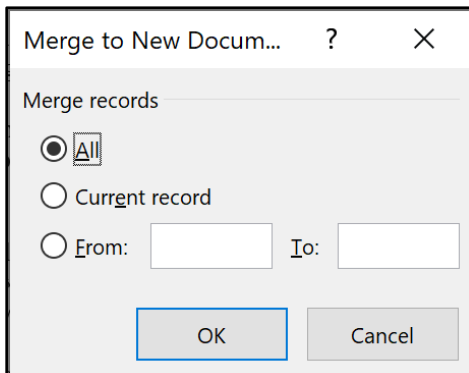 Merge to New Docum... ?
Merge records
All
Current record
From: To:
OK Cancel